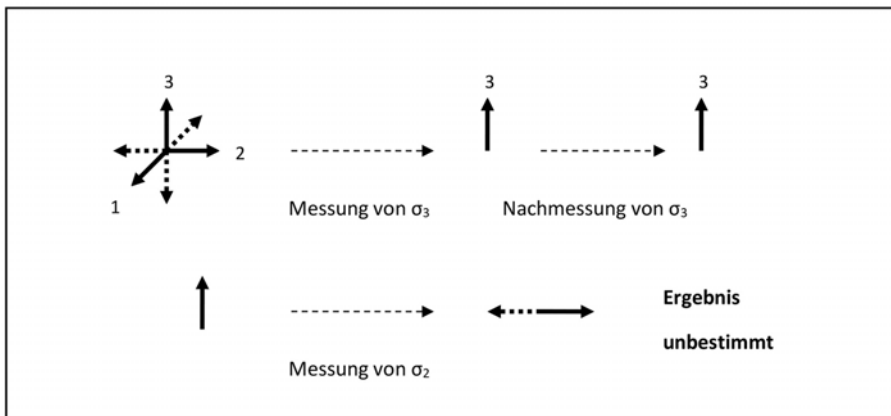 3
3
3
2
1
Messung von σ₃
Nachmessung von σ₃
Ergebnis
unbestimmt
Messung von σ₂